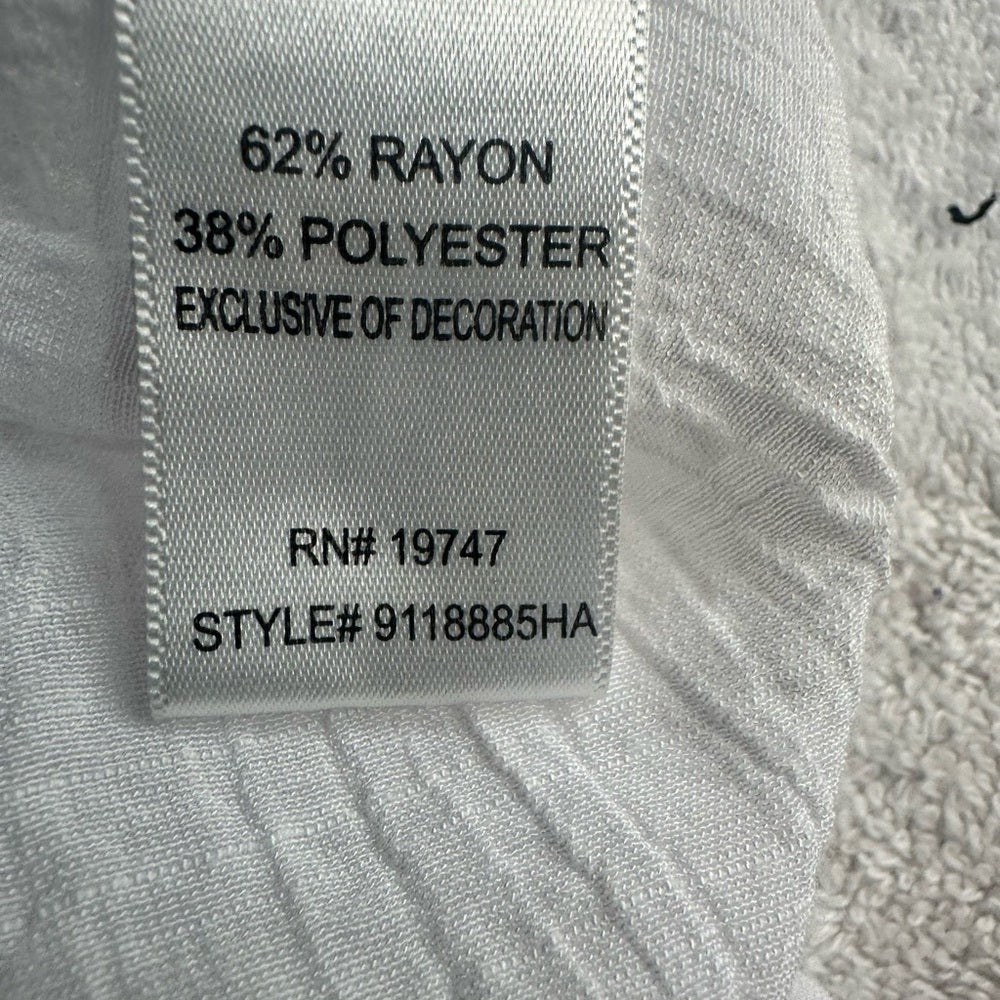 62% RAYON
38% POLYESTER
EXCLUSIVE OF DECORATION
RN# 19747
STYLE# 9118885HA